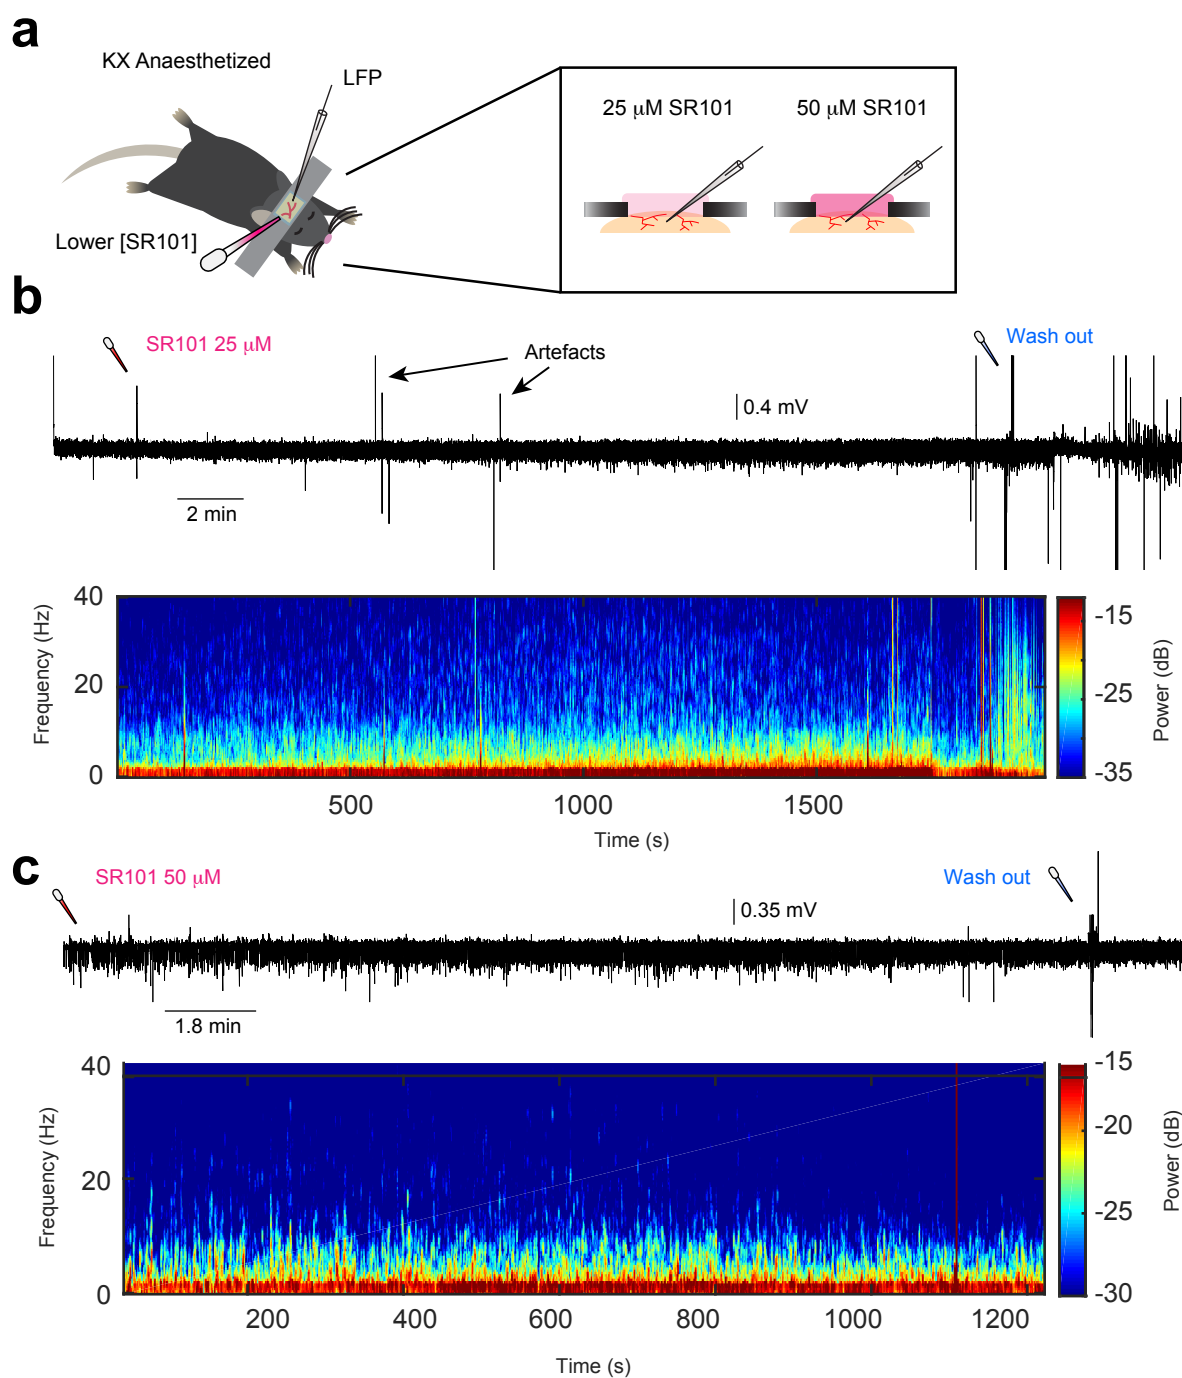 a
KX Anaesthetized
LFP
Lower [SR101]
25 μM SR101
50 μM SR101
b
SR101 25 μM
Artefacts
Wash out
0.4 mV
2 min
Frequency (Hz)
40
20
0
500
1000
1500
Time (s)
-15
-25
-35
Power (dB)
c
SR101 50 μM
Wash out
0.35 mV
1.8 min
Frequency (Hz)
40
20
0
200
400
600
800
1000
1200
Time (s)
-15
-20
-25
-30
Power (dB)